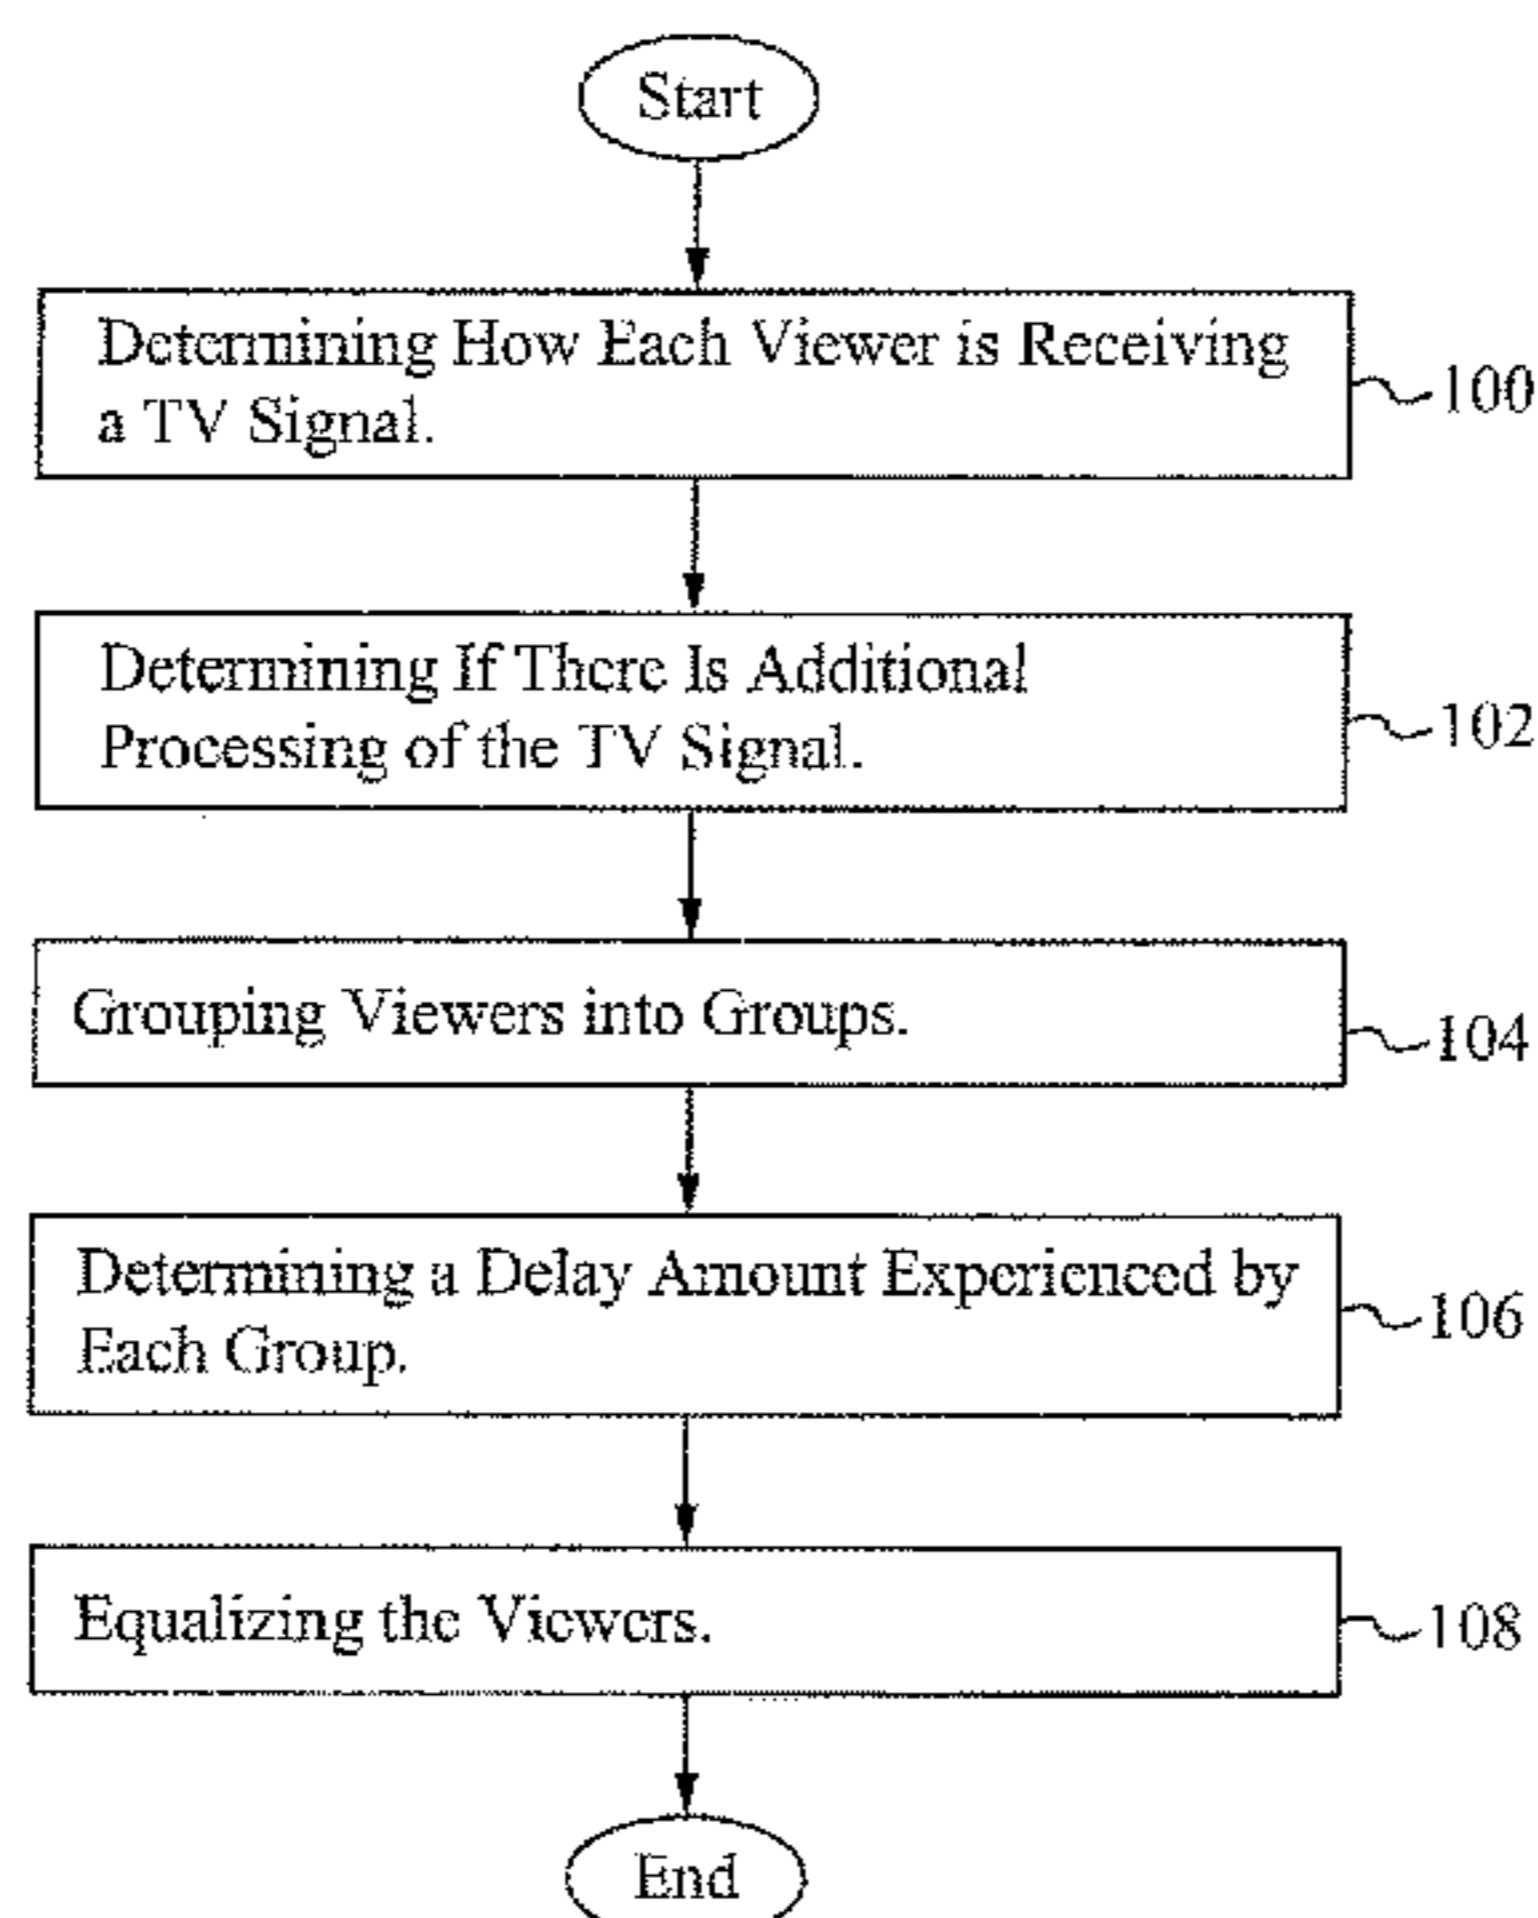 Start
Determining How Each Viewer is Receiving
a TV Signal.
100
Determining If There Is Additional
Processing of the TV Signal.
102
Grouping Viewers into Groups.
104
Determining a Delay Amount Experienced by
Each Group.
106
Equalizing the Viewers.
108
End